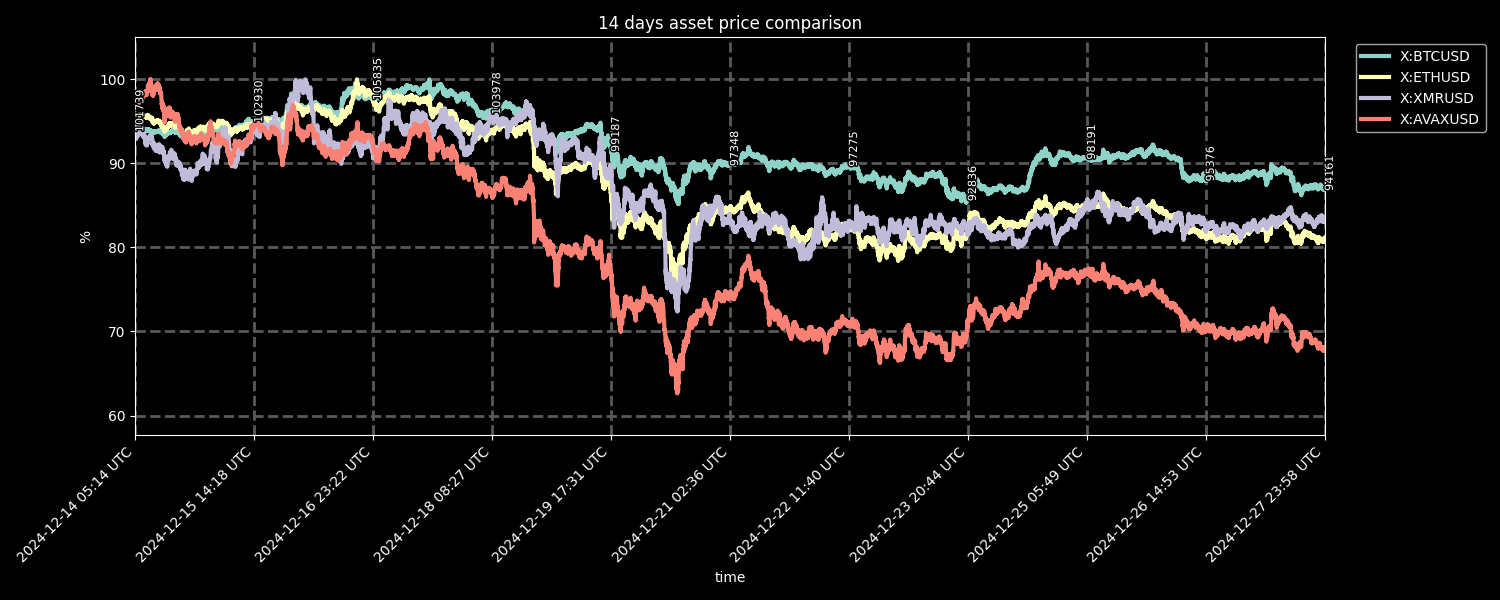 14 days asset price comparison
X:BTCUSD
X:ETHUSD
X:XMRUSD
X:AVAXUSD
100
90
80
70
60
%
101739
102930
105835
103978
99187
97348
97275
92836
98191
95376
94161
2024-12-14 05:14 UTC
2024-12-15 14:18 UTC
2024-12-16 23:22 UTC
2024-12-18 08:27 UTC
2024-12-19 17:31 UTC
2024-12-21 02:36 UTC
2024-12-22 11:40 UTC
2024-12-23 20:44 UTC
2024-12-25 05:49 UTC
2024-12-26 14:53 UTC
2024-12-27 23:58 UTC
time